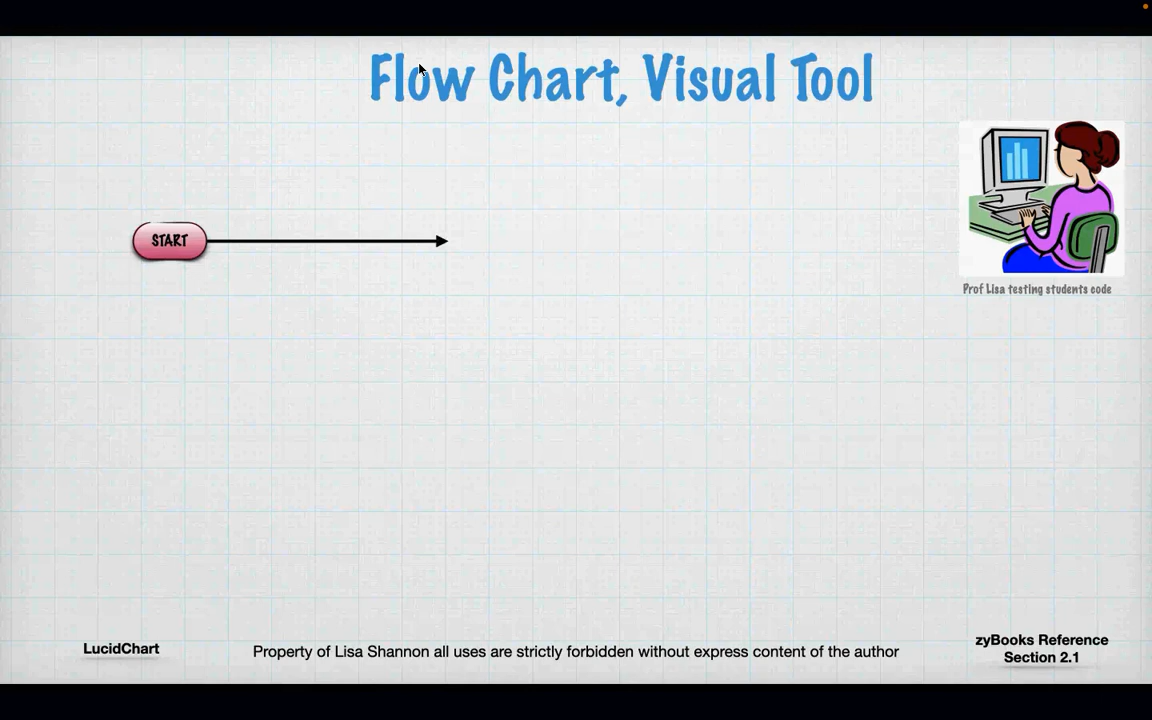 Flow Chart, Visual Tool
START
Prof Lisa testing students code
LucidChart
Property of Lisa Shannon all uses are strictly forbidden without express content of the author
zyBooks Reference
Section 2.1